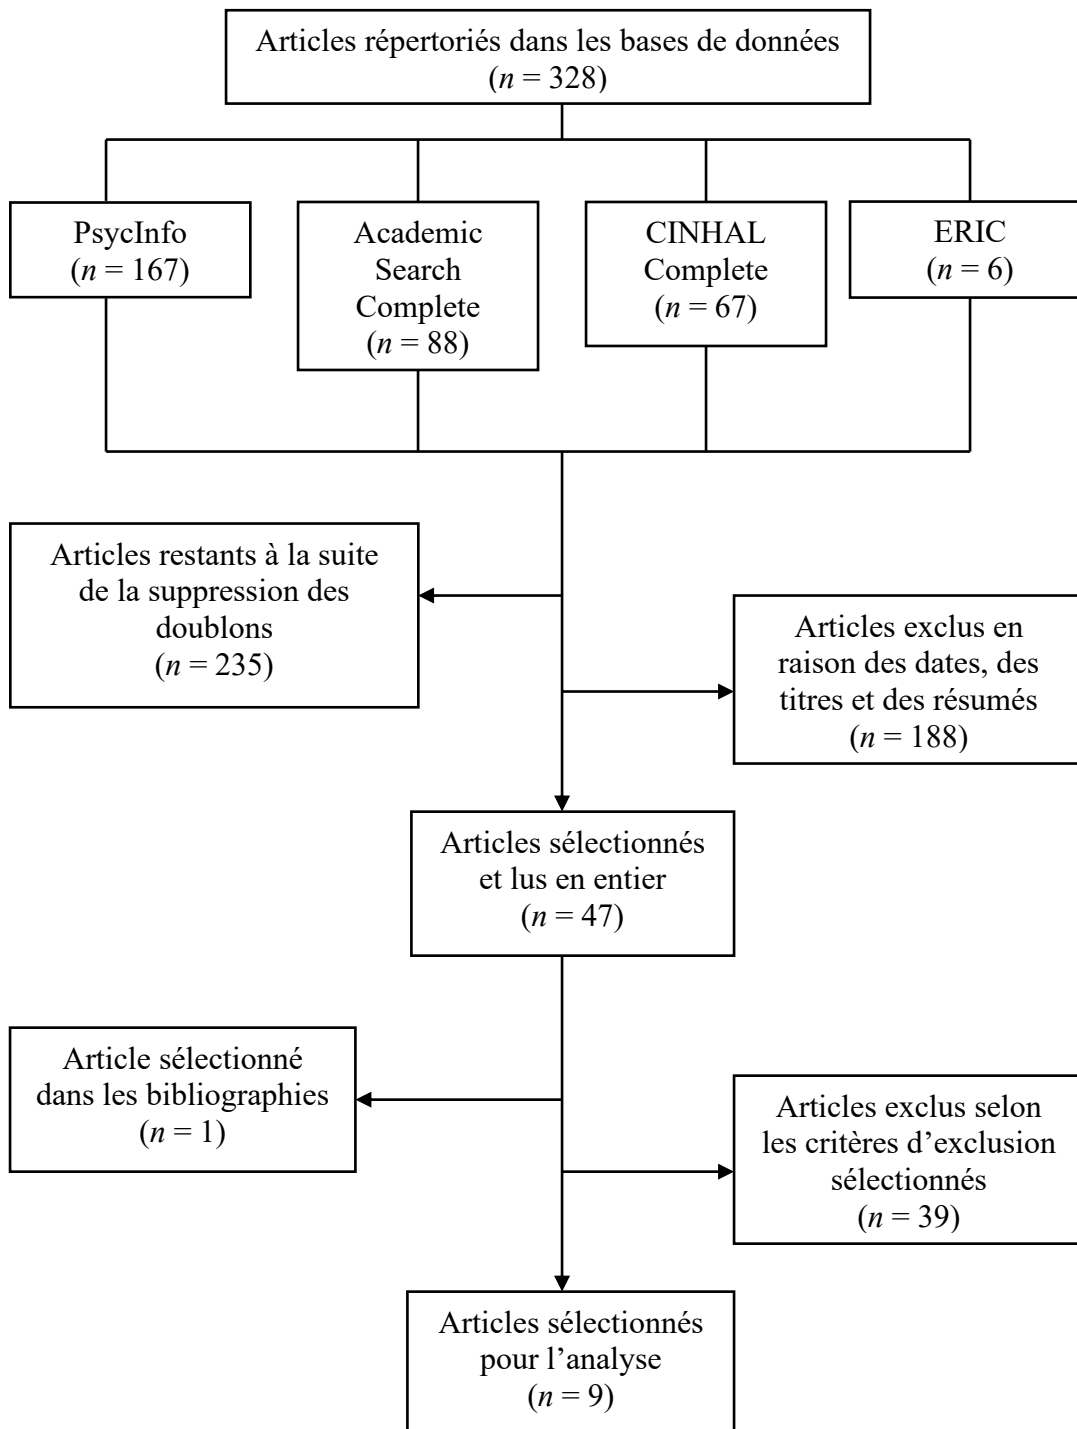 Articles répertoriés dans les bases de données
(n = 328)
PsycInfo
(n = 167)
Academic
Search
Complete
(n = 88)
CINHAL
Complete
(n = 67)
ERIC
(n = 6)
Articles restants à la suite
de la suppression des
doublons
(n = 235)
Articles exclus en
raison des dates, des
titres et des résumés
(n = 188)
Articles sélectionnés
et lus en entier
(n = 47)
Article sélectionné
dans les bibliographies
(n = 1)
Articles exclus selon
les critères d’exclusion
sélectionnés
(n = 39)
Articles sélectionnés
pour l’analyse
(n = 9)